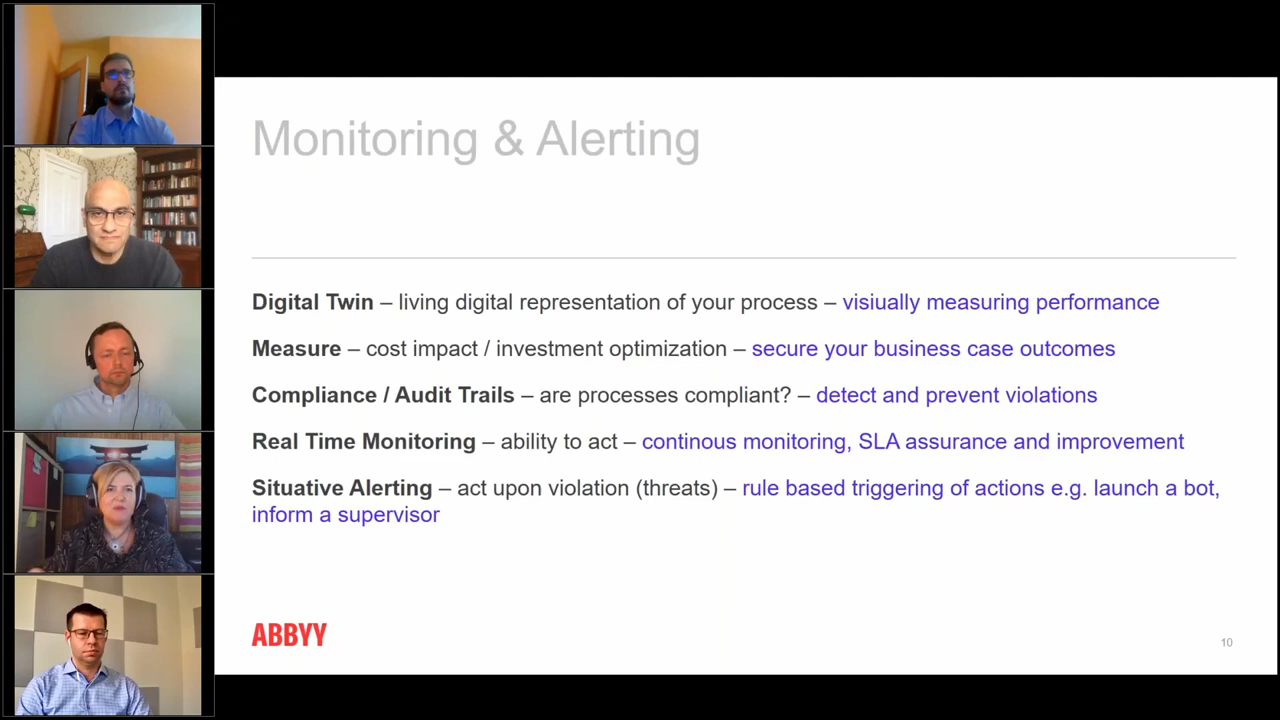 Monitoring & Alerting
Digital Twin – living digital representation of your process – visiually measuring performance
Measure – cost impact / investment optimization – secure your business case outcomes
Compliance / Audit Trails – are processes compliant? – detect and prevent violations
Real Time Monitoring – ability to act – continous monitoring, SLA assurance and improvement
Situative Alerting – act upon violation (threats) – rule based triggering of actions e.g. launch a bot,
inform a supervisor
ABBYY
10